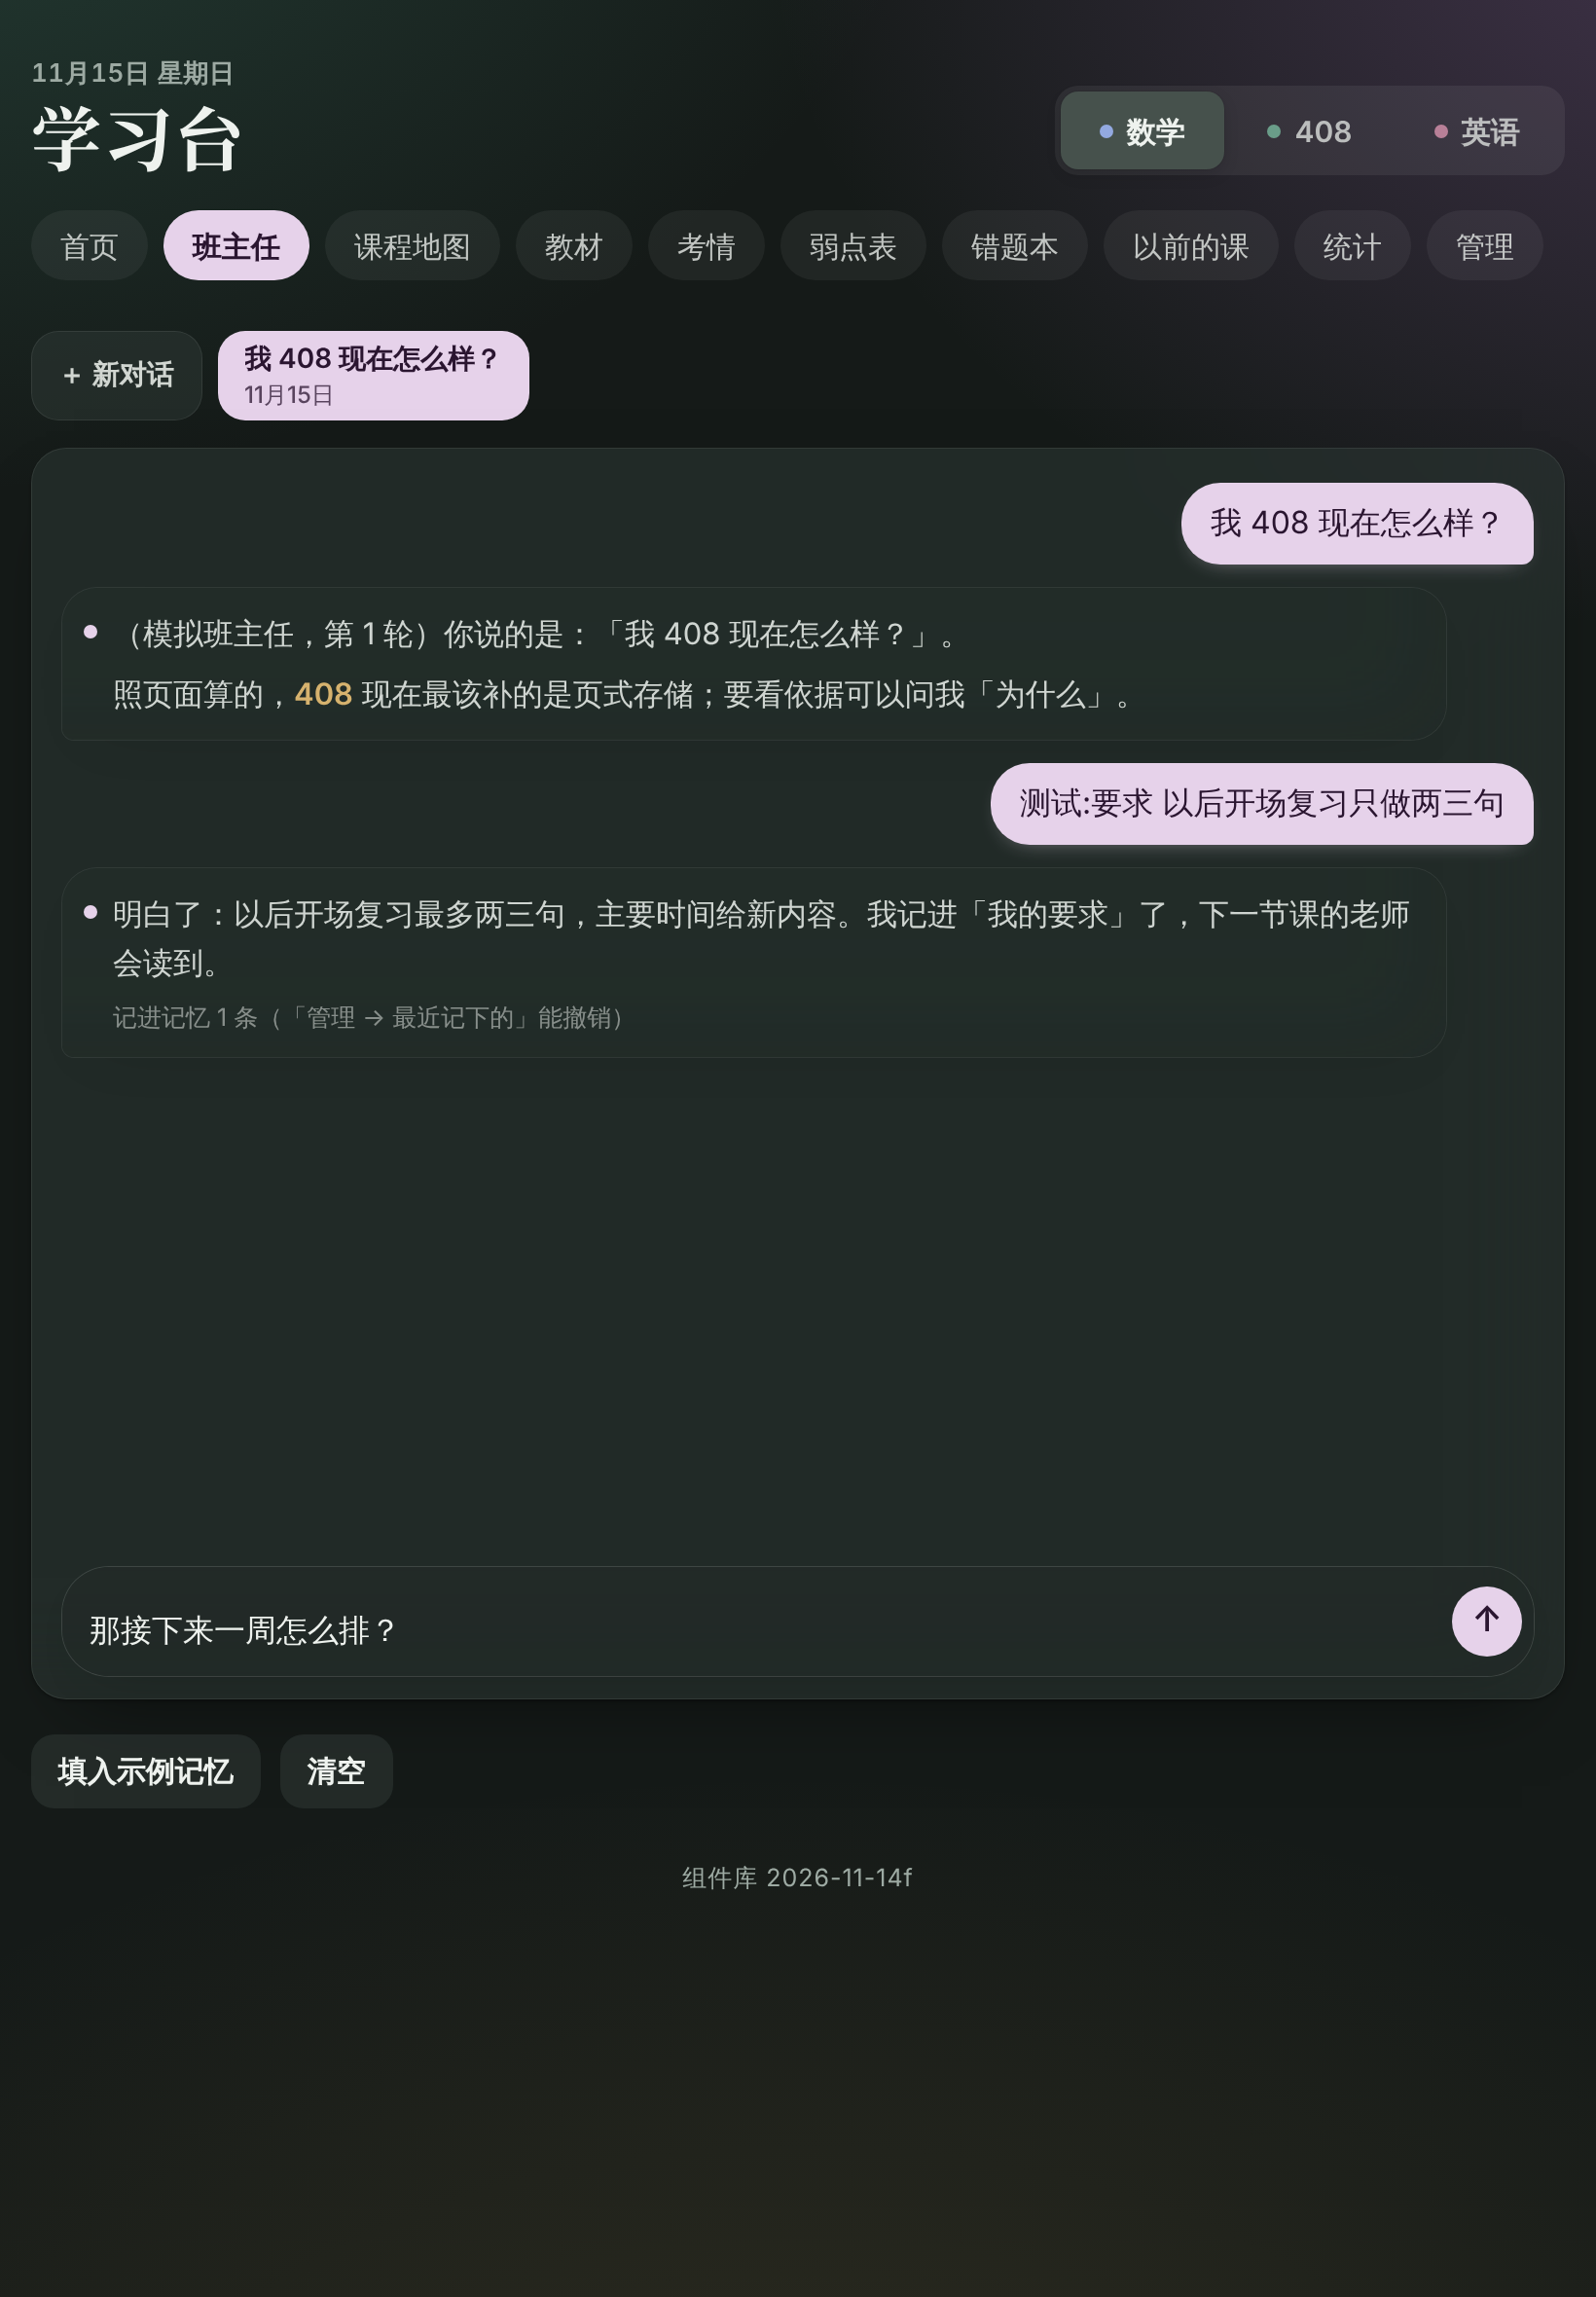 11月15日 星期日
学习台
数学
408
英语
首页
班主任
课程地图
教材
考情
弱点表
错题本
以前的课
统计
管理
+ 新对话
我 408 现在怎么样？
11月15日
我 408 现在怎么样？
（模拟班主任，第 1 轮）你说的是：「我 408 现在怎么样？」。
照页面算的，408 现在最该补的是页式存储；要看依据可以问我「为什么」。
测试:要求 以后开场复习只做两三句
明白了：以后开场复习最多两三句，主要时间给新内容。我记进「我的要求」了，下一节课的老师
会读到。
记进记忆 1 条（「管理 → 最近记下的」能撤销）
那接下来一周怎么排？
↑
填入示例记忆
清空
组件库 2026-11-14f